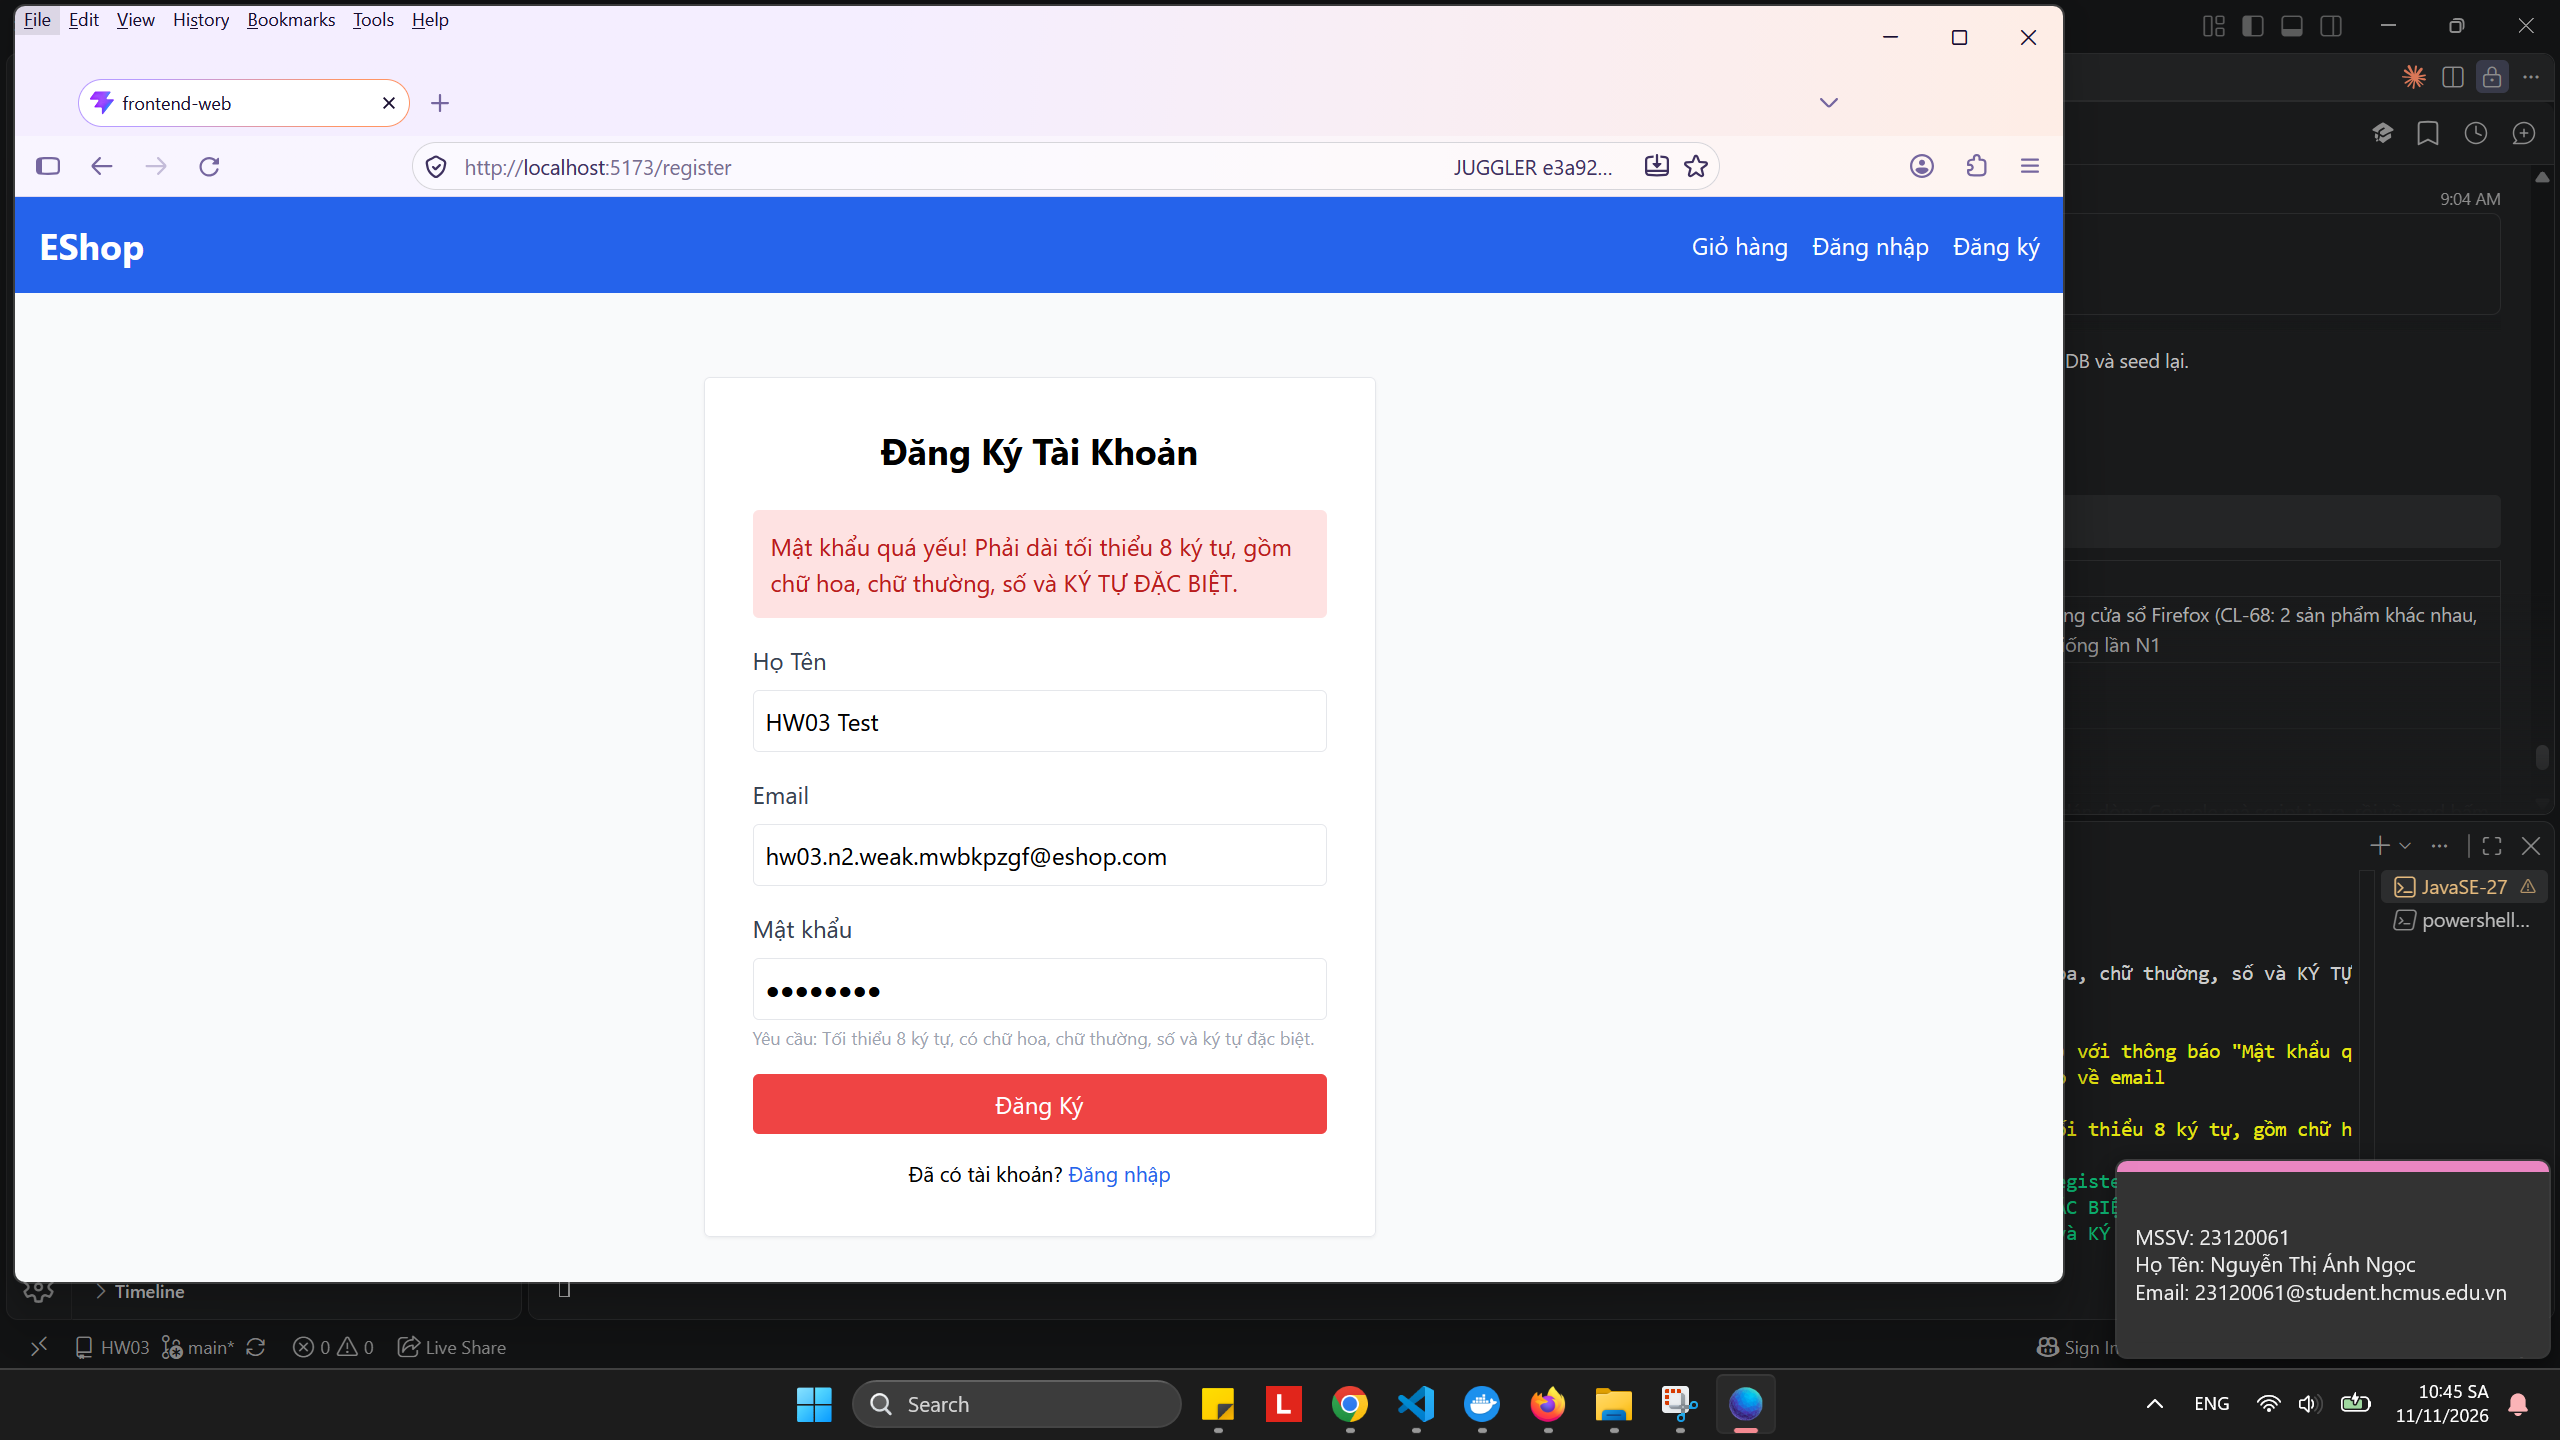 File Edit View History Bookmarks Tools Help
frontend-web
http://localhost:5173/register JUGGLER e3a92...
EShop
Giỏ hàng Đăng nhập Đăng ký
Đăng Ký Tài Khoản
Mật khẩu quá yếu! Phải dài tối thiểu 8 ký tự, gồm
chữ hoa, chữ thường, số và KÝ TỰ ĐẶC BIỆT.
Họ Tên
HW03 Test
Email
hw03.n2.weak.mwbkpzgf@eshop.com
Mật khẩu
Yêu cầu: Tối thiểu 8 ký tự, có chữ hoa, chữ thường, số và ký tự đặc biệt.
Đăng Ký
Đã có tài khoản? Đăng nhập
9:04 AM
DB và seed lại.
cửa sổ Firefox (CL-68: 2 sản phẩm khác nhau,
lần N1
JavaSE-27
powershell...
chữ thường, số và KÝ TỰ
với thông báo "Mật khẩu q
về email
thiểu 8 ký tự, gồm chữ h
và KÝ
MSSV: 23120061
Họ Tên: Nguyễn Thị Ánh Ngọc
Email: 23120061@student.hcmus.edu.vn
Timeline
HW03 main* 0 0 Live Share
Sign In
Search
L
ENG
10:45 SA
11/11/2026